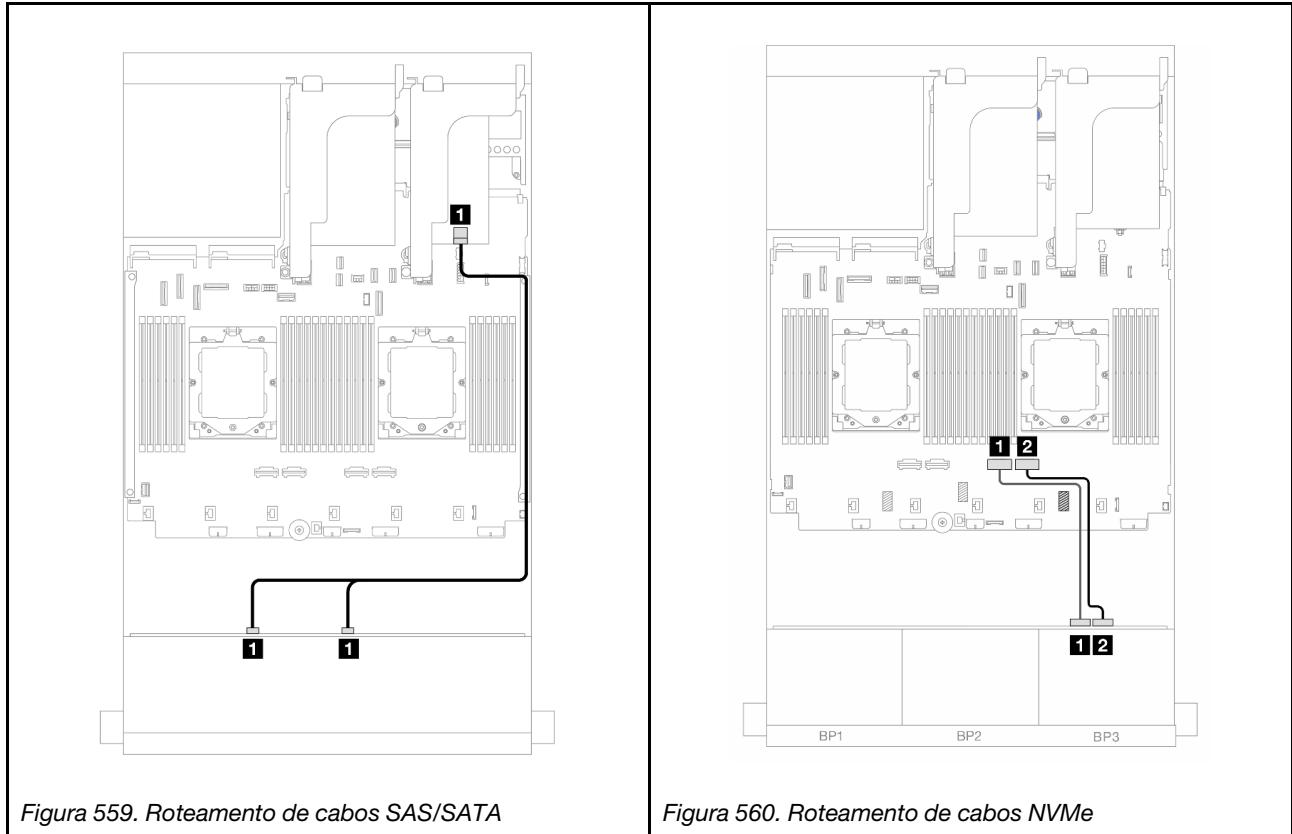 1
1
1
Figura 559. Roteamento de cabos SAS/SATA
1 2
1 2
BP1 BP2 BP3
Figura 560. Roteamento de cabos NVMe